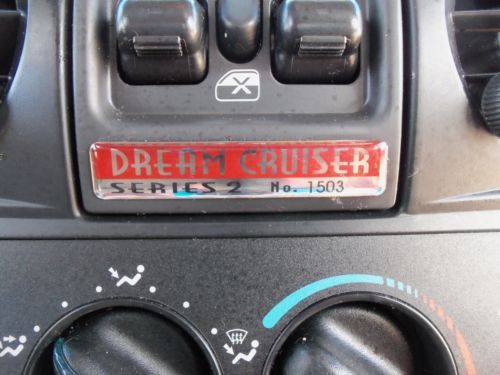 DREAM CRUISER
SERIES 2 No. 1503